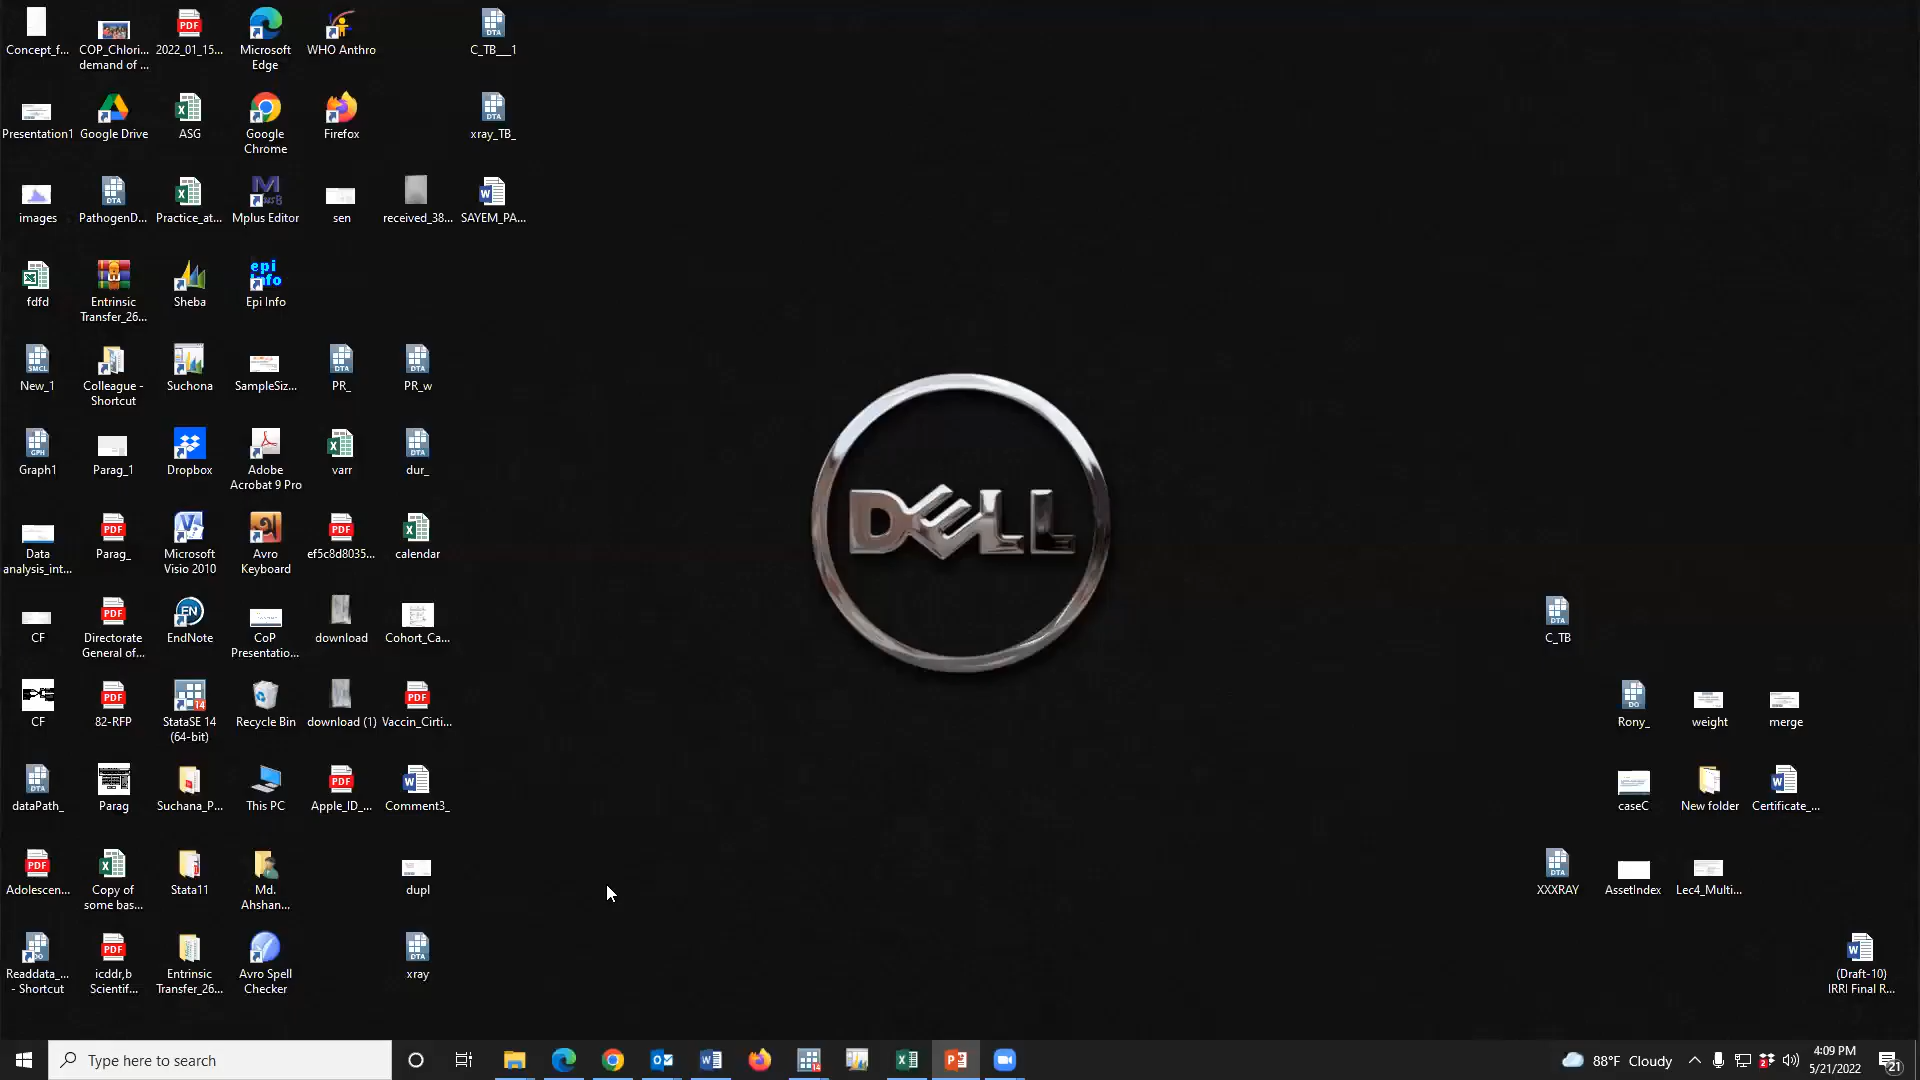 Concept_f...
COP_Chlori...
demand of ...
2022_01_15...
Microsoft
Edge
WHO Anthro
C_TB__1
Presentation1
Google Drive
ASG
Google
Chrome
Firefox
xray_TB_
images
PathogenD...
Practice_at...
Mplus Editor
sen
received_38...
SAYEM_PA...
fdfd
Entrinsic
Transfer_26...
Sheba
epi
info
Epi Info
New_1
Colleague -
Shortcut
Suchona
SampleSiz...
PR_
PR_w
Graph1
Parag_1
Dropbox
Adobe
Acrobat 9 Pro
varr
dur_
DELL
Data
analysis_int...
Parag_
Microsoft
Visio 2010
Avro
Keyboard
ef5c8d8035...
calendar
CF
Directorate
General of...
EndNote
CoP
Presentatio...
download
Cohort_Ca...
C_TB
CF
82-RFP
StataSE 14
(64-bit)
Recycle Bin
download (1)
Vaccin_Cirti...
Rony_
weight
merge
dataPath_
Parag
Suchana_P...
This PC
Apple_ID_...
Comment3_
caseC
New folder
Certificate_...
Adolescen...
Copy of
some bas...
Stata11
Md.
Ahshan...
dupl
XXXRAY
AssetIndex
Lec4_Multi...
Readdata_...
- Shortcut
icddr,b
Scientif...
Entrinsic
Transfer_26...
Avro Spell
Checker
xray
(Draft-10)
IRRI Final R...
Type here to search
88°F Cloudy
4:09 PM
5/21/2022
21